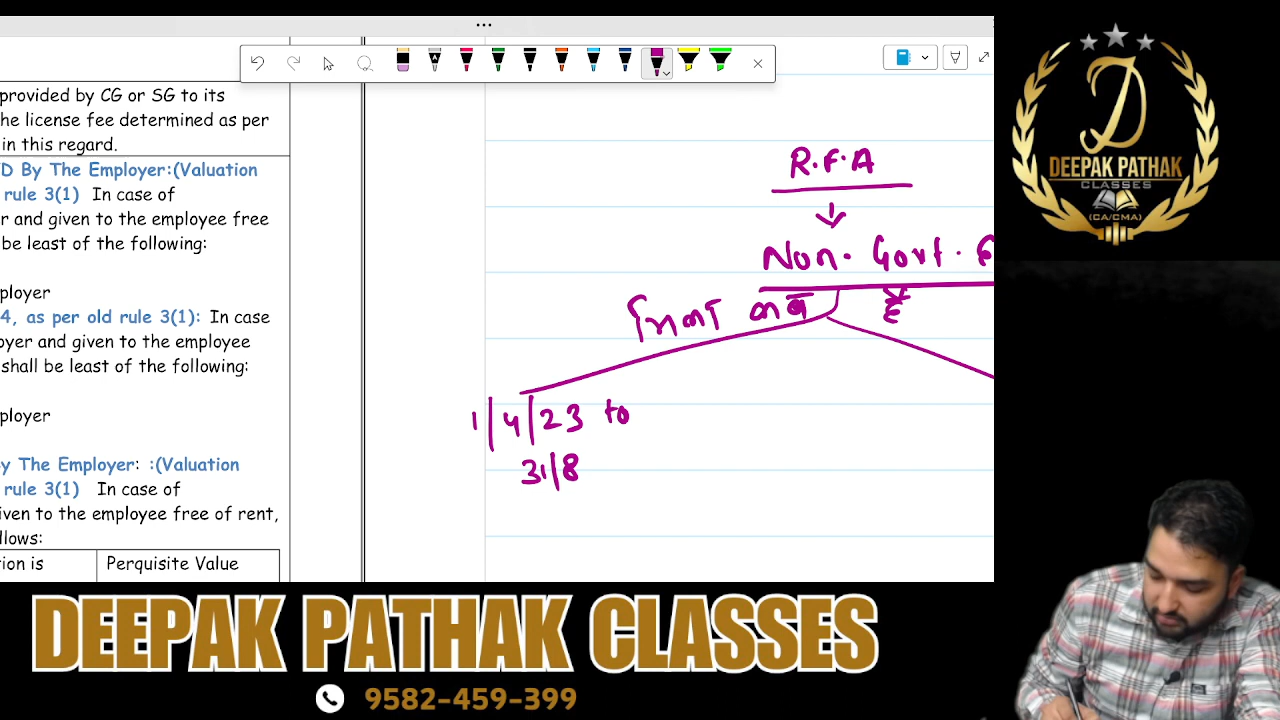 provided by CG or SG to its
he license fee determined as per
in this regard.
D By The Employer:(Valuation
rule 3(1) In case of
r and given to the employee free
be least of the following:
ployer
4, as per old rule 3(1): In case
oyer and given to the employee
shall be least of the following:
ployer
y The Employer: :(Valuation
rule 3(1) In case of
iven to the employee free of rent,
llows:
tion is
Perquisite Value
R.F.A
Non. Govt.
1/4/23 to
31/8
D
DEEPAK PATHAK
CLASSES
(CA/CMA)
DEEPAK PATHAK CLASSES
9582-459-399